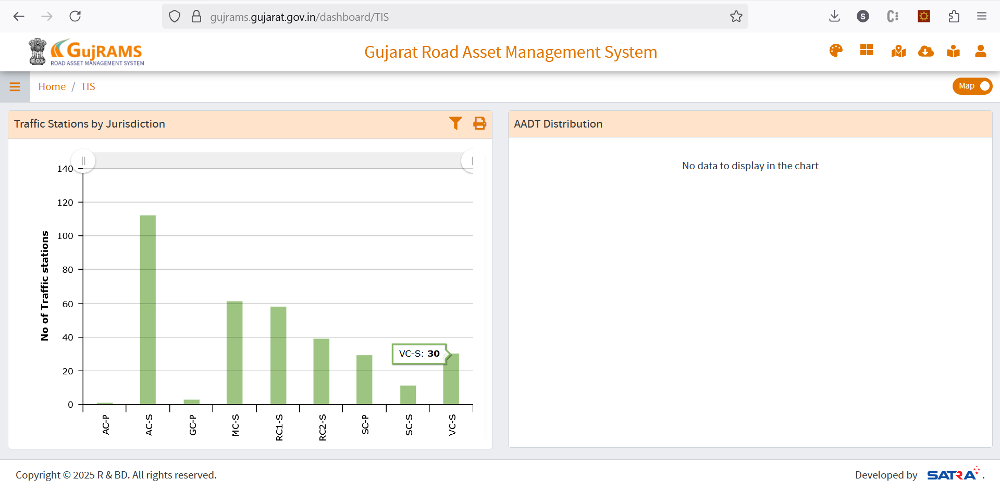 gujrams.gujarat.gov.in/dashboard/TIS
S
GujRAMS
ROAD ASSET MANAGEMENT SYSTEM
Gujarat Road Asset Management System
Home / TIS
Map
Traffic Stations by Jurisdiction
AADT Distribution
No data to display in the chart
No of Traffic stations
140
120
100
80
60
40
20
0
VC-S: 30
AC-P
AC-S
GC-P
MC-S
RC1-S
RC2-S
SC-P
SC-S
VC-S
Copyright © 2025 R & BD. All rights reserved.
Developed by SATRA .